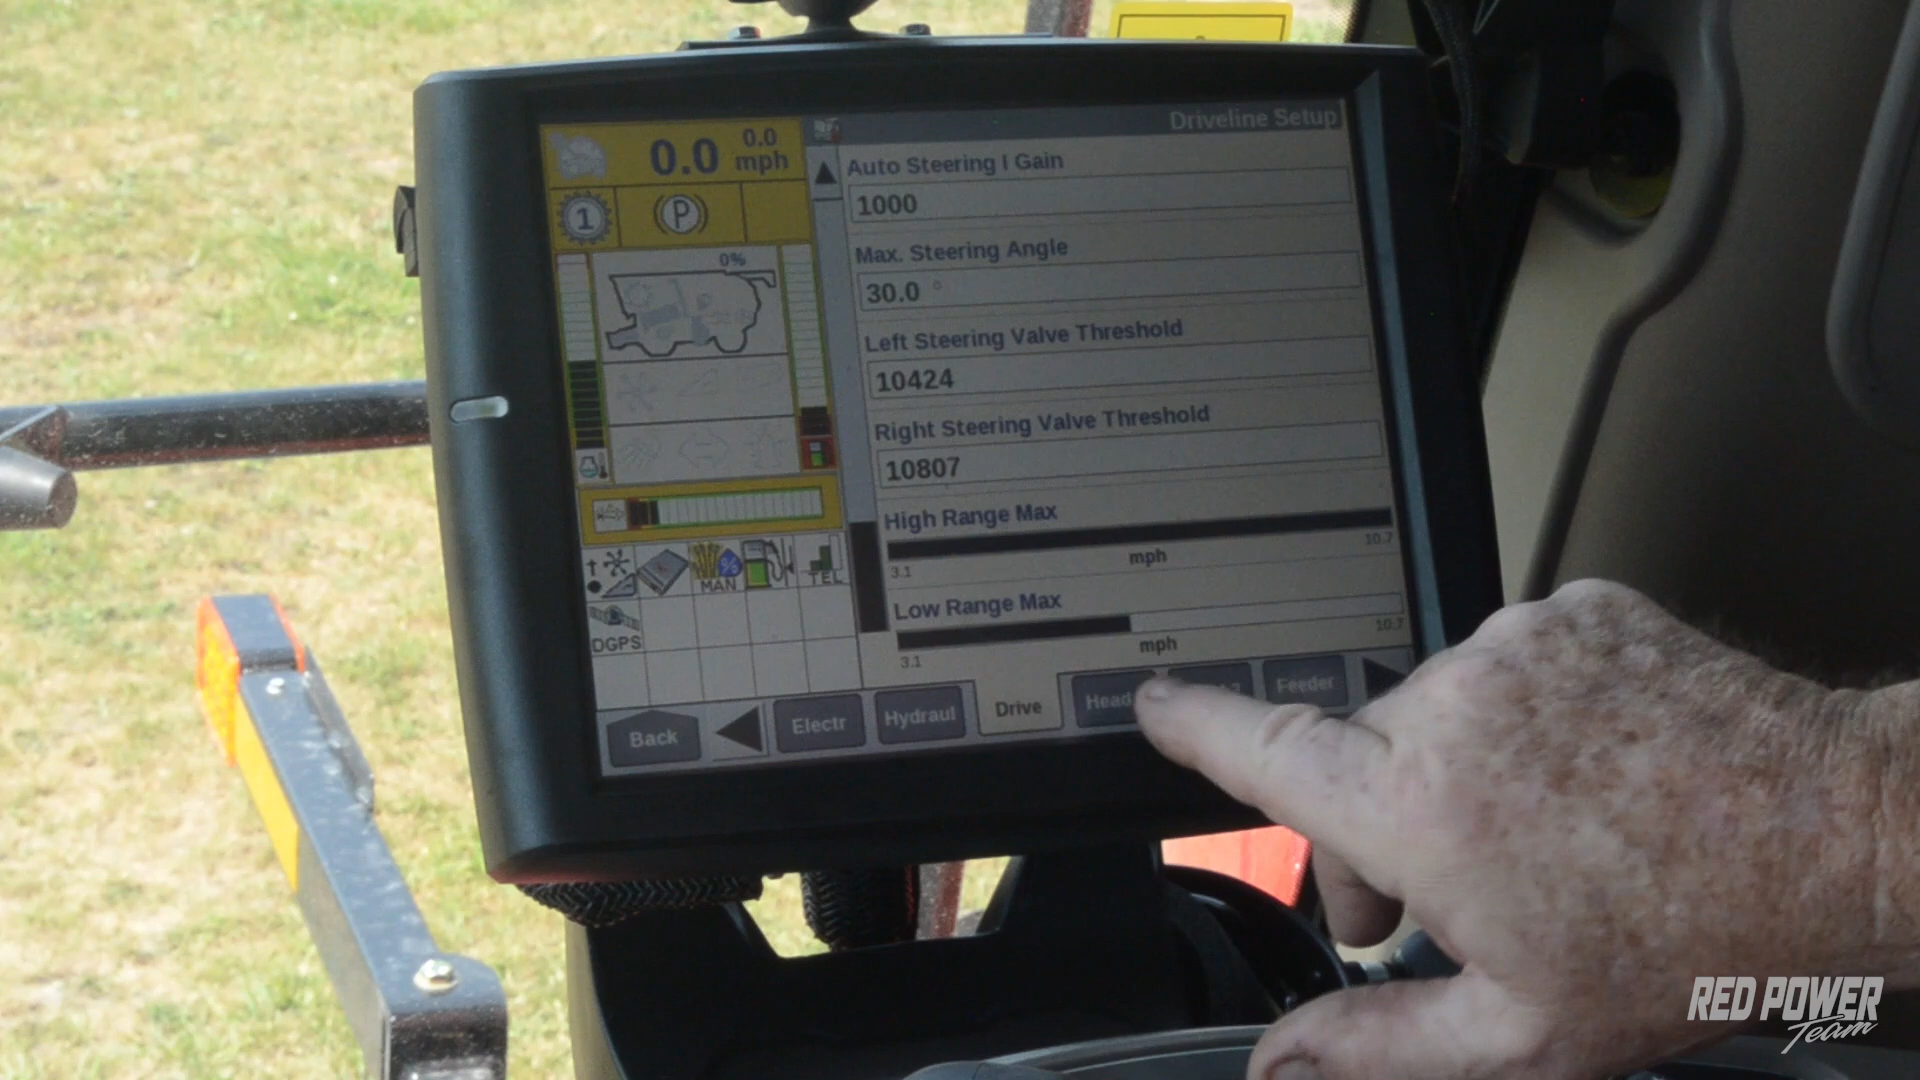 Driveline Setup
0.0
0.0
mph
1
P
0%
Auto Steering I Gain
1000
Max. Steering Angle
30.0 °
Left Steering Valve Threshold
10424
Right Steering Valve Threshold
10807
High Range Max
3.1 mph 10.7
Low Range Max
3.1 mph 10.7
MAN
TEL
DGPS
Back
Electr
Hydraul
Drive
Head
Feeder
RED POWER
Team